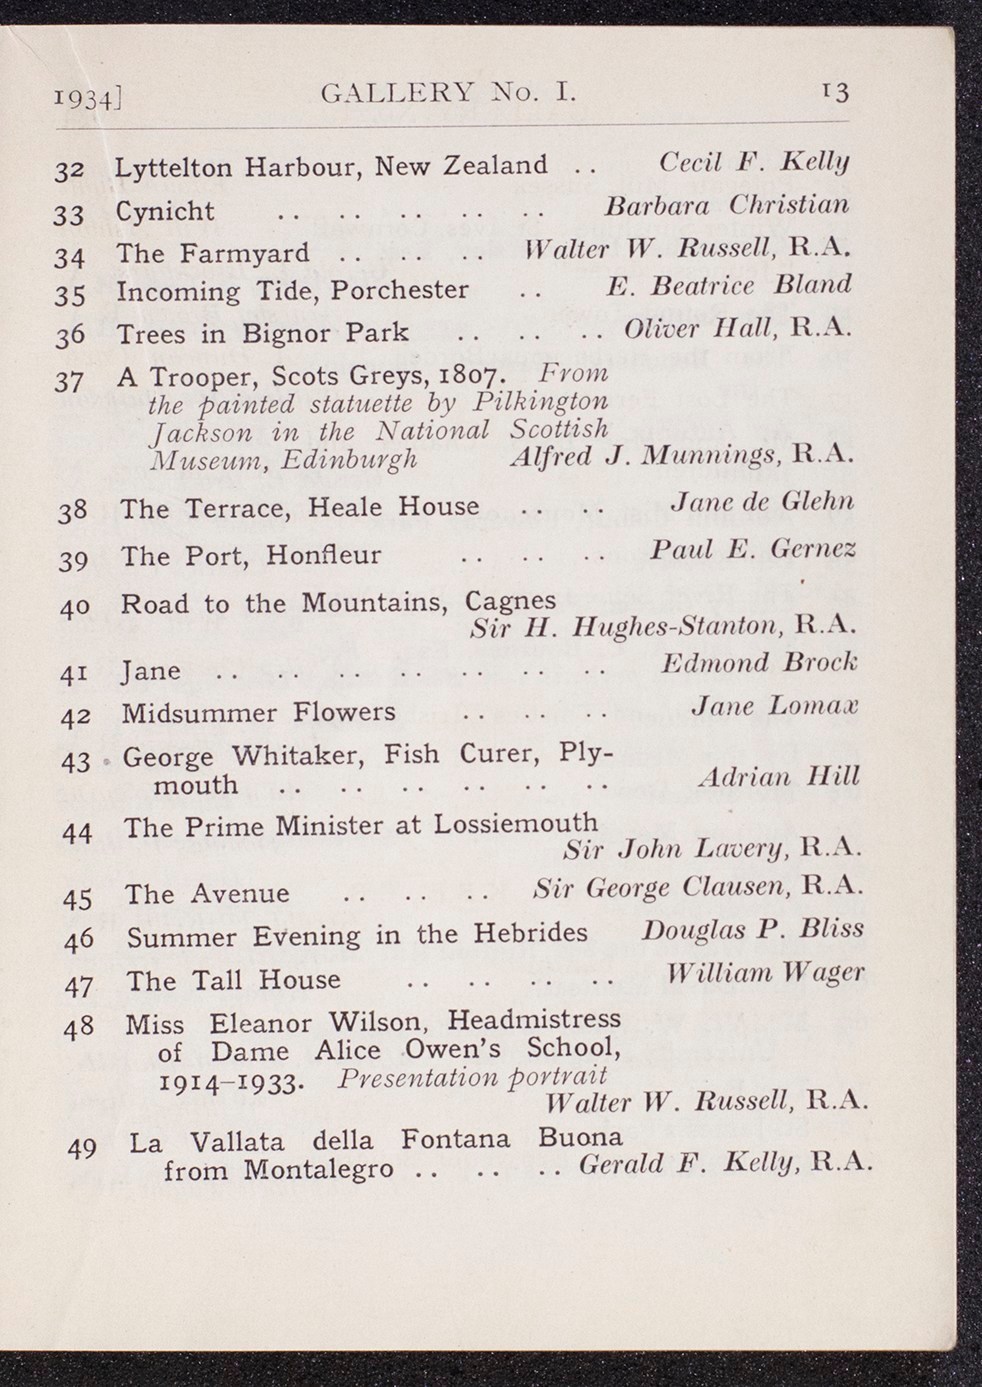 1934] GALLERY No. I. 13
32 Lyttelton Harbour, New Zealand .. Cecil F. Kelly
33 Cynicht .. .. .. .. .. Barbara Christian
34 The Farmyard .. .. .. Walter W. Russell, R.A.
35 Incoming Tide, Porchester .. E. Beatrice Bland
36 Trees in Bignor Park .. .. .. Oliver Hall, R.A.
37 A Trooper, Scots Greys, 1807. From
the painted statuette by Pilkington
Jackson in the National Scottish
Museum, Edinburgh Alfred J. Munnings, R.A.
38 The Terrace, Heale House .. .. Jane de Glehn
39 The Port, Honfleur .. .. .. Paul E. Gernez
40 Road to the Mountains, Cagnes
Sir H. Hughes-Stanton, R.A.
41 Jane .. .. .. .. .. .. .. Edmond Brock
42 Midsummer Flowers .. .. .. Jane Lomax
43 George Whitaker, Fish Curer, Ply-
mouth .. .. .. .. .. .. Adrian Hill
44 The Prime Minister at Lossiemouth
Sir John Lavery, R.A.
45 The Avenue .. .. .. Sir George Clausen, R.A.
46 Summer Evening in the Hebrides Douglas P. Bliss
47 The Tall House .. .. .. .. William Wager
48 Miss Eleanor Wilson, Headmistress
of Dame Alice Owen's School,
1914–1933. Presentation portrait
Walter W. Russell, R.A.
49 La Vallata della Fontana Buona
from Montalegro .. .. .. Gerald F. Kelly, R.A.